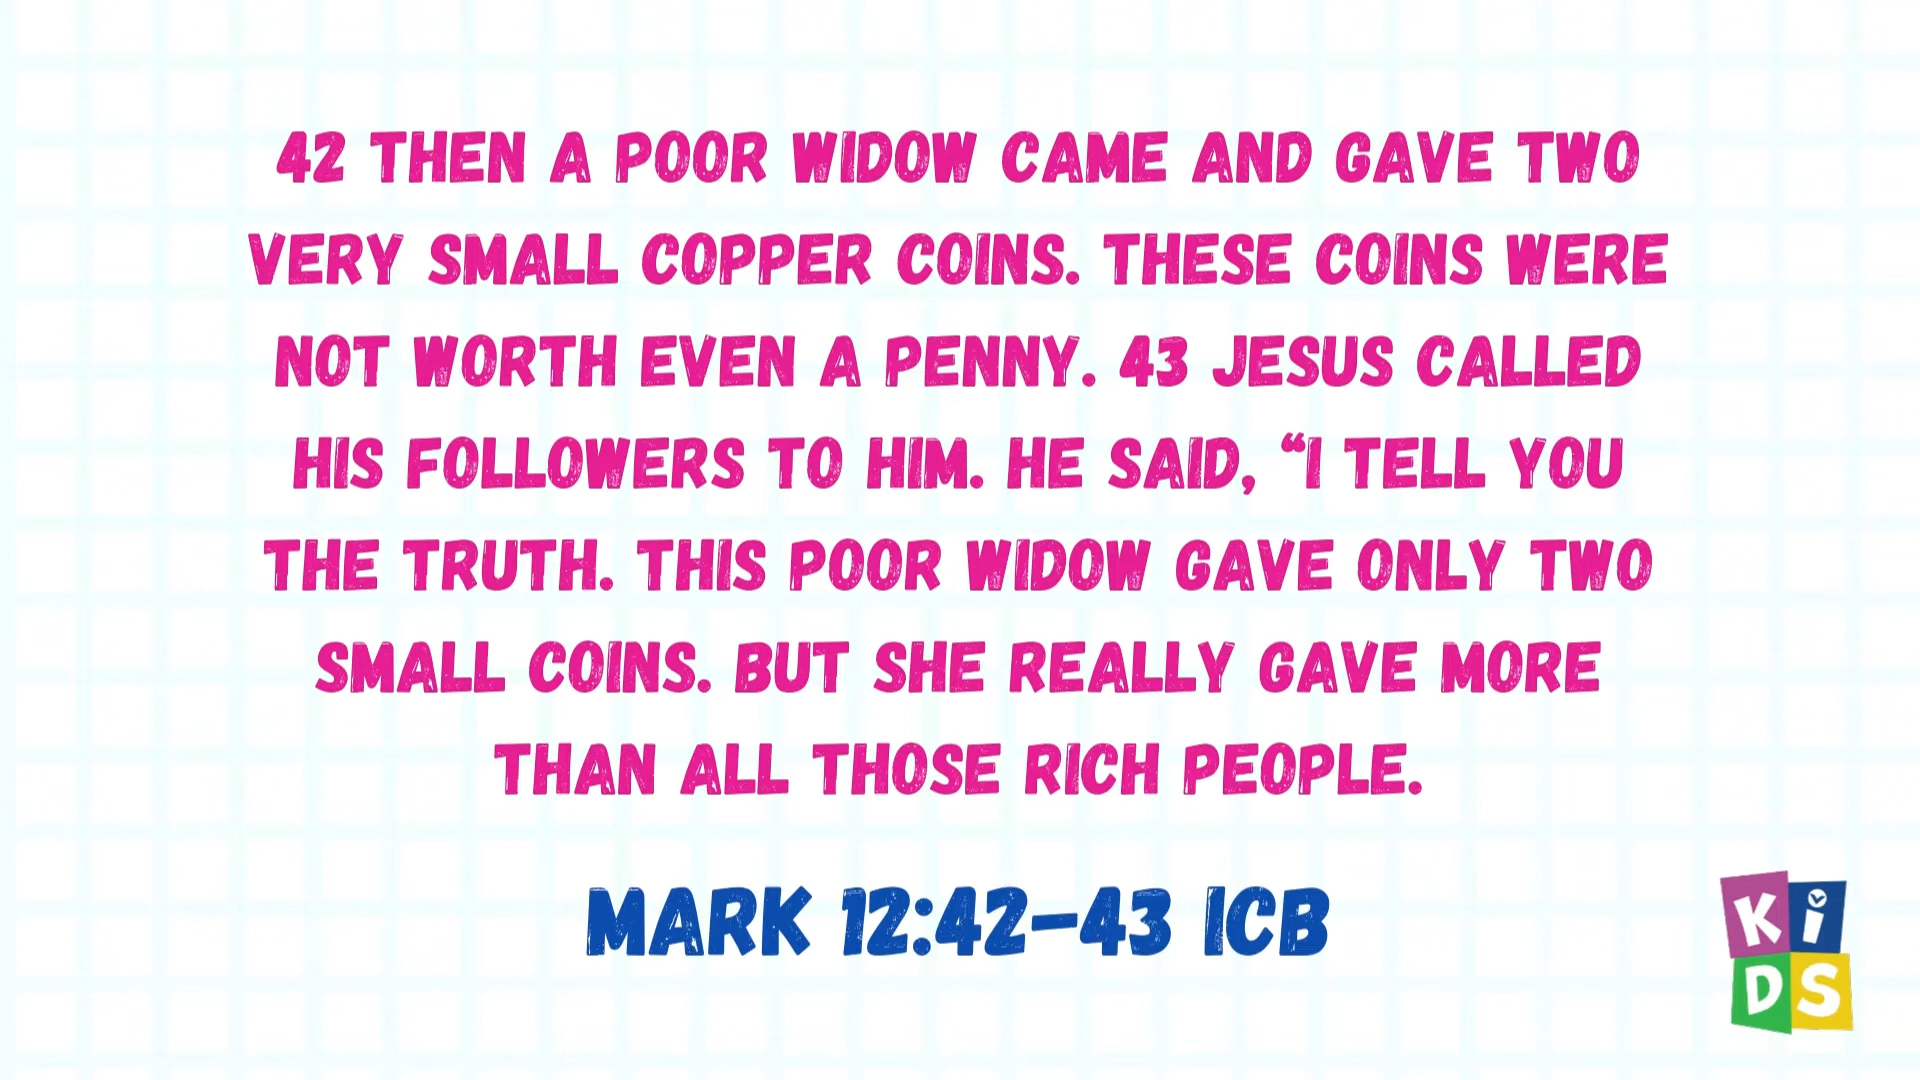 42 THEN A POOR WIDOW CAME AND GAVE TWO
VERY SMALL COPPER COINS. THESE COINS WERE
NOT WORTH EVEN A PENNY. 43 JESUS CALLED
HIS FOLLOWERS TO HIM. HE SAID, “I TELL YOU
THE TRUTH. THIS POOR WIDOW GAVE ONLY TWO
SMALL COINS. BUT SHE REALLY GAVE MORE
THAN ALL THOSE RICH PEOPLE.
MARK 12:42–43 ICB
KiDS